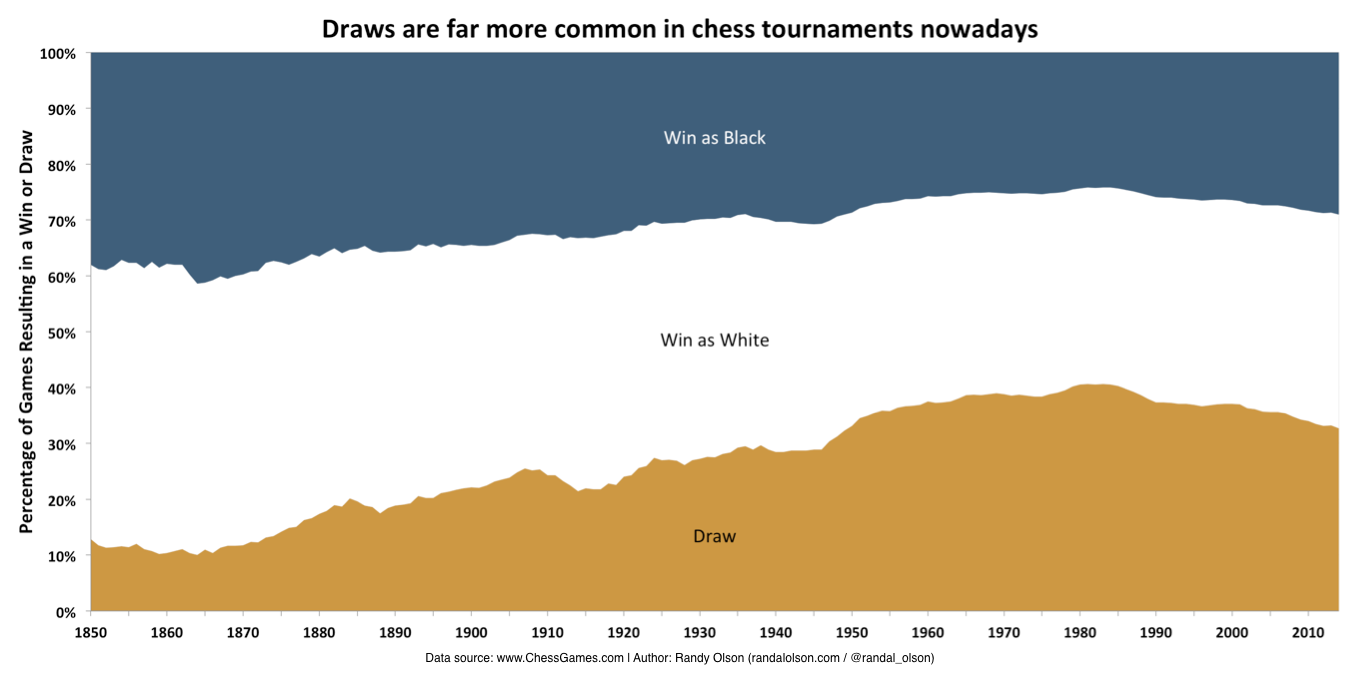 Draws are far more common in chess tournaments nowadays
Percentage of Games Resulting in a Win or Draw
100%
90%
80%
70%
60%
50%
40%
30%
20%
10%
0%
Win as Black
Win as White
Draw
1850 1860 1870 1880 1890 1900 1910 1920 1930 1940 1950 1960 1970 1980 1990 2000 2010
Data source: www.ChessGames.com | Author: Randy Olson (randalolson.com / @randal_olson)